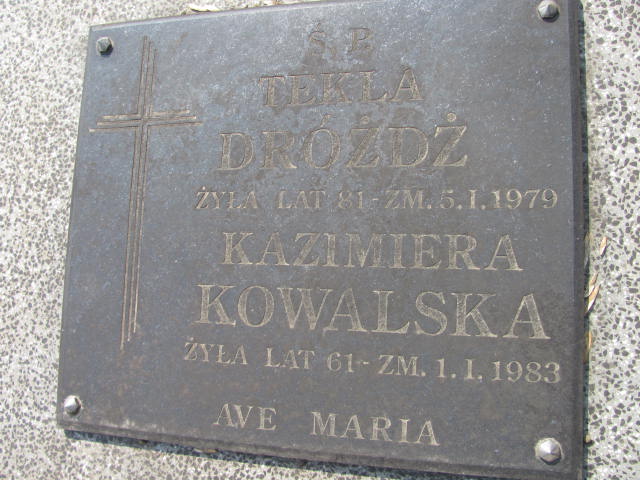 Ś. P.
TEKLA
DRÓŻDŻ
ŻYŁA LAT 81 - ZM. 5. I. 1979
KAZIMIERA
KOWALSKA
ŻYŁA LAT 61 - ZM. 1. I. 1983
AVE MARIA